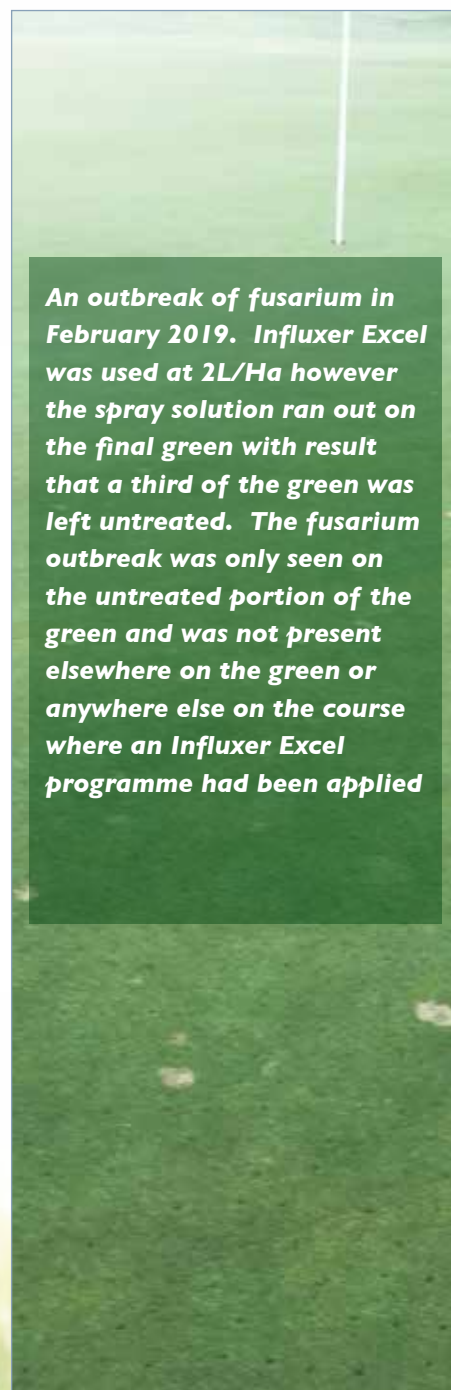 An outbreak of fusarium in
February 2019.  Influxer Excel
was used at 2L/Ha however
the spray solution ran out on
the final green with result
that a third of the green was
left untreated.  The fusarium
outbreak was only seen on
the untreated portion of the
green and was not present
elsewhere on the green or
anywhere else on the course
where an Influxer Excel
programme had been applied